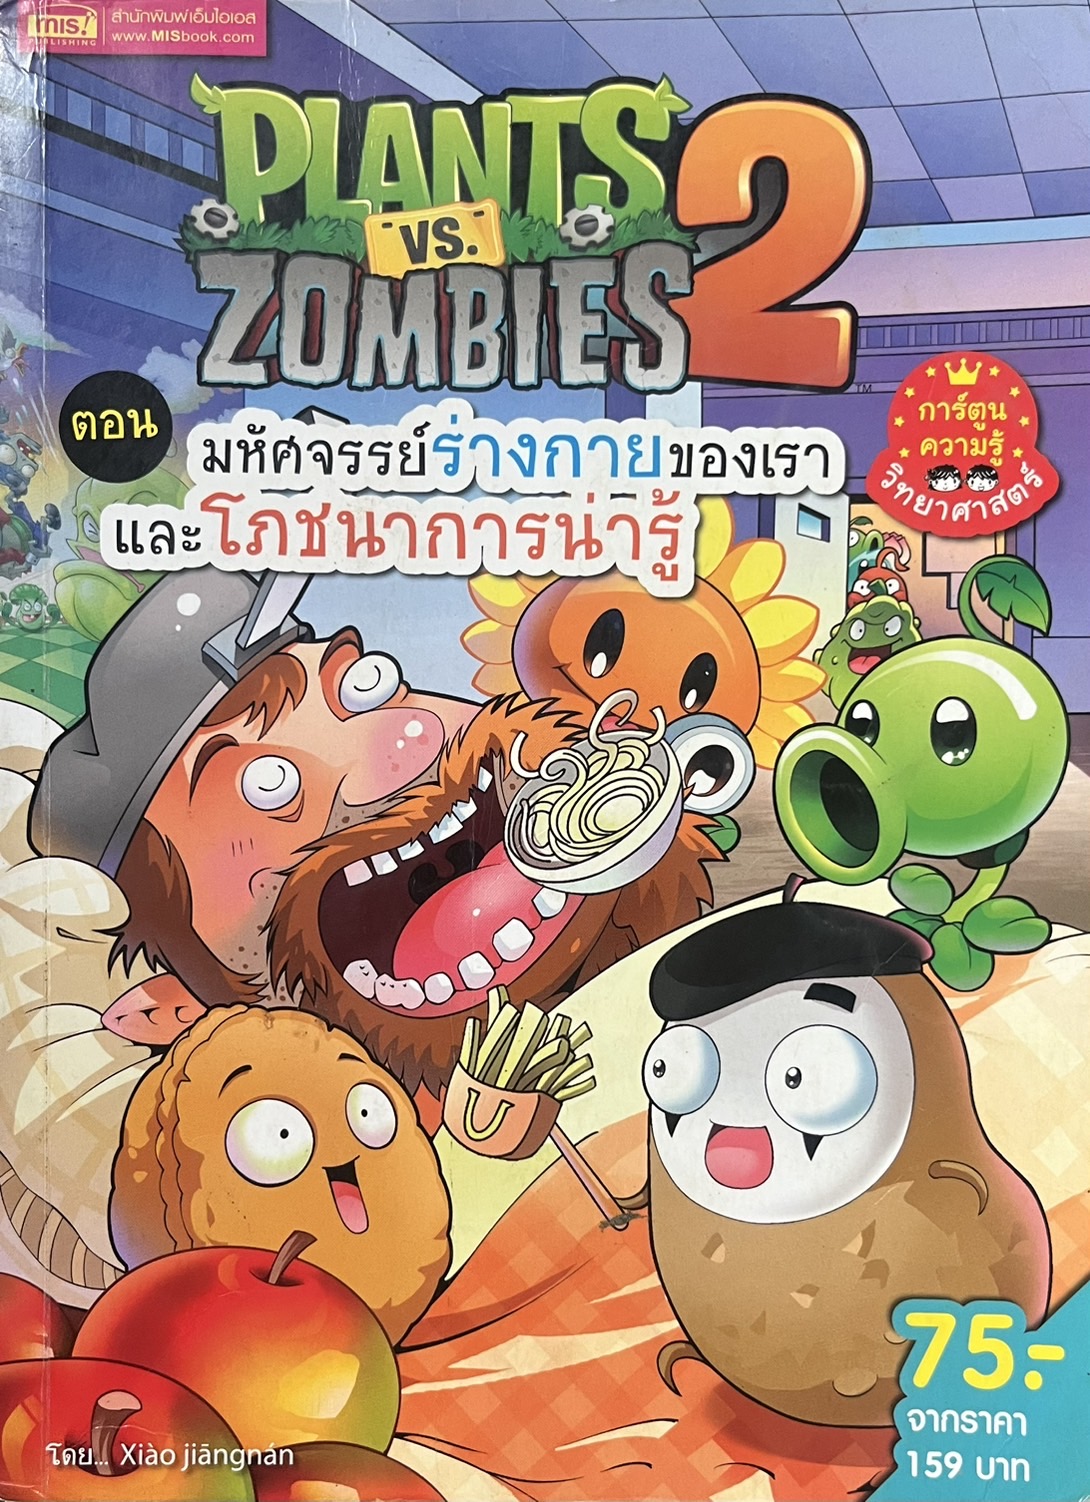 mis!
PUBLISHING
สำนักพิมพ์เอ็มไอเอส
www.MISbook.com
PLANTS
VS.
ZOMBIES 2
TM
ตอน
มหัศจรรย์ร่างกายของเรา
และโภชนาการน่ารู้
การ์ตูน
ความรู้
วิทยาศาสตร์
U
75.-
จากราคา
159 บาท
โดย... Xiào jiāngnán